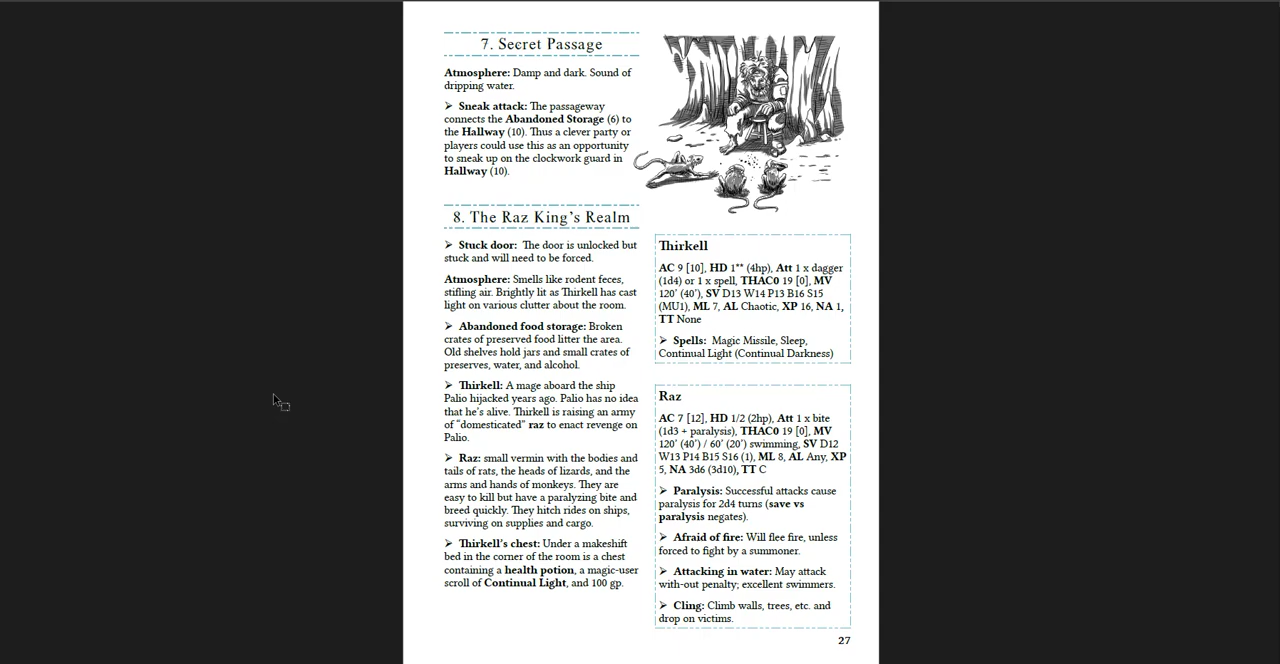 7. Secret Passage
Atmosphere: Damp and dark. Sound of
dripping water.
➢ Sneak attack: The passageway
connects the Abandoned Storage (6) to
the Hallway (10). Thus a clever party or
players could use this as an opportunity
to sneak up on the clockwork guard in
Hallway (10).
8. The Raz King's Realm
➢ Stuck door: The door is unlocked but
stuck and will need to be forced.
Atmosphere: Smells like rodent feces,
stifling air. Brightly lit as Thirkell has cast
light on various clutter about the room.
➢ Abandoned food storage: Broken
crates of preserved food litter the area.
Old shelves hold jars and small crates of
preserves, water, and alcohol.
➢ Thirkell: A mage aboard the ship
Palio hijacked years ago. Palio has no idea
that he's alive. Thirkell is raising an army
of “domesticated” raz to enact revenge on
Palio.
➢ Raz: small vermin with the bodies and
tails of rats, the heads of lizards, and the
arms and hands of monkeys. They are
easy to kill but have a paralyzing bite and
breed quickly. They hitch rides on ships,
surviving on supplies and cargo.
➢ Thirkell's chest: Under a makeshift
bed in the corner of the room is a chest
containing a health potion, a magic-user
scroll of Continual Light, and 100 gp.
Thirkell
AC 9 [10], HD 1** (4hp), Att 1 x dagger
(1d4) or 1 x spell, THAC0 19 [0], MV
120' (40'), SV D13 W14 P13 B16 S15
(MU1), ML 7, AL Chaotic, XP 16, NA 1,
TT None
➢ Spells: Magic Missile, Sleep,
Continual Light (Continual Darkness)
Raz
AC 7 [12], HD 1/2 (2hp), Att 1 x bite
(1d3 + paralysis), THAC0 19 [0], MV
120' (40') / 60' (20') swimming, SV D12
W13 P14 B15 S16 (1), ML 8, AL Any, XP
5, NA 3d6 (3d10), TT C
➢ Paralysis: Successful attacks cause
paralysis for 2d4 turns (save vs
paralysis negates).
➢ Afraid of fire: Will flee fire, unless
forced to fight by a summoner.
➢ Attacking in water: May attack
with-out penalty; excellent swimmers.
➢ Cling: Climb walls, trees, etc. and
drop on victims.
27